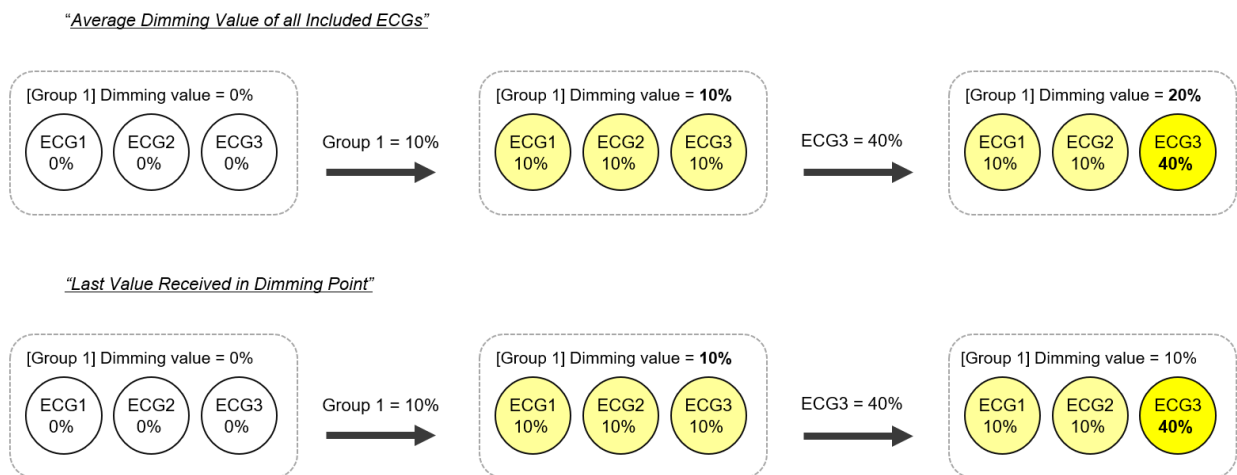 “Average Dimming Value of all Included ECGs”
[Group 1] Dimming value = 0%
ECG1
0%
ECG2
0%
ECG3
0%
Group 1 = 10%
[Group 1] Dimming value = 10%
ECG1
10%
ECG2
10%
ECG3
10%
ECG3 = 40%
[Group 1] Dimming value = 20%
ECG1
10%
ECG2
10%
ECG3
40%
“Last Value Received in Dimming Point”
[Group 1] Dimming value = 0%
ECG1
0%
ECG2
0%
ECG3
0%
Group 1 = 10%
[Group 1] Dimming value = 10%
ECG1
10%
ECG2
10%
ECG3
10%
ECG3 = 40%
[Group 1] Dimming value = 10%
ECG1
10%
ECG2
10%
ECG3
40%